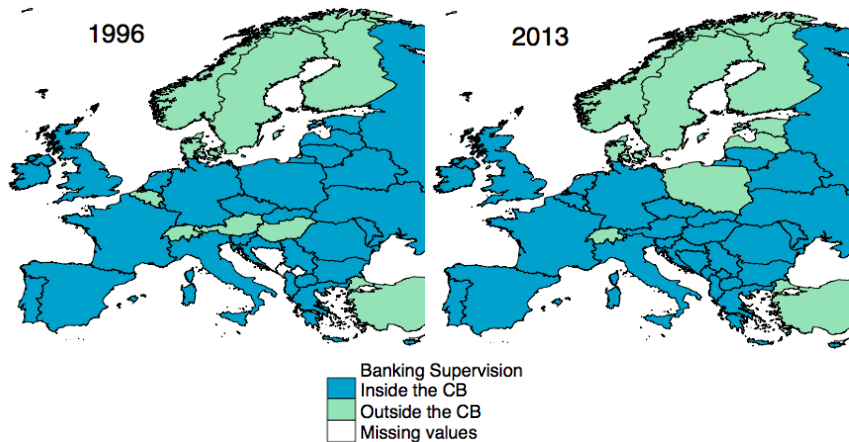 1996
2013
Banking Supervision
Inside the CB
Outside the CB
Missing values